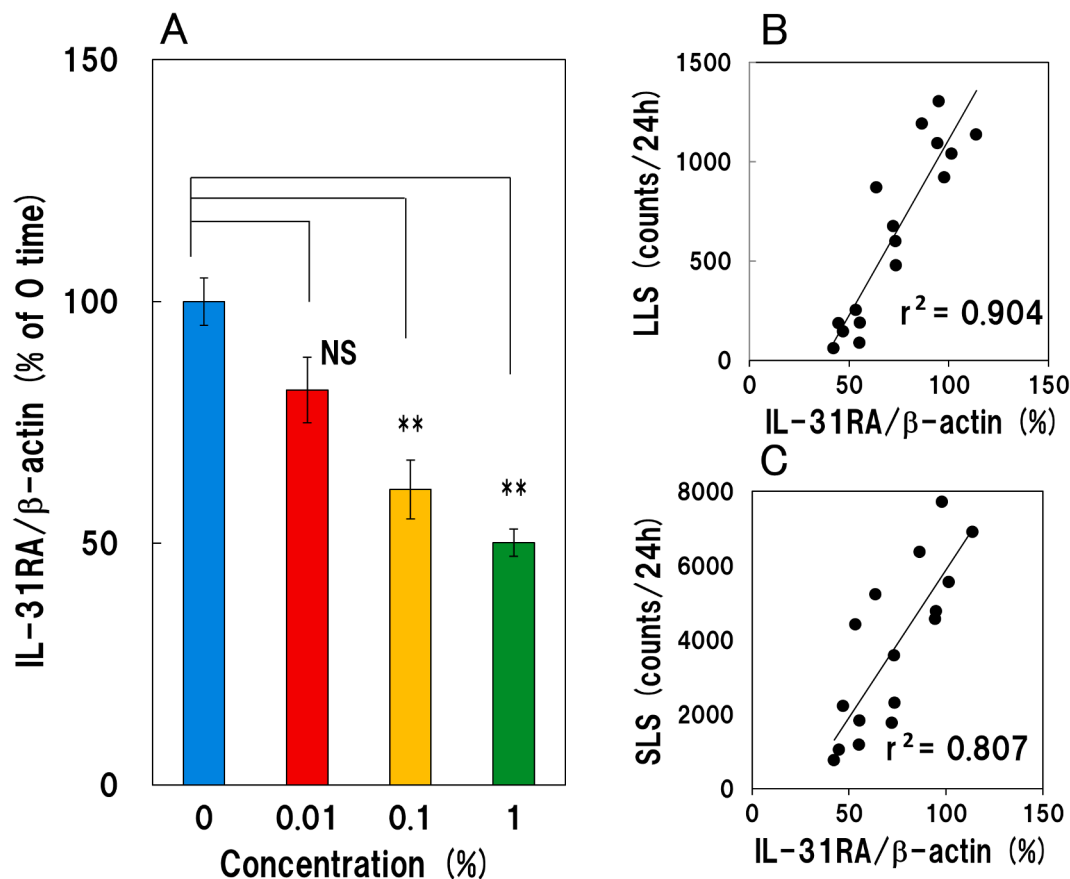 A
150
100
50
0
IL-31RA/β-actin (% of 0 time)
NS
**
**
0 0.01 0.1 1
Concentration (%)
B
1500
1000
500
0
LLS (counts/24h)
r² = 0.904
0 50 100 150
IL-31RA/β-actin (%)
C
8000
6000
4000
2000
0
SLS (counts/24h)
r² = 0.807
0 50 100 150
IL-31RA/β-actin (%)